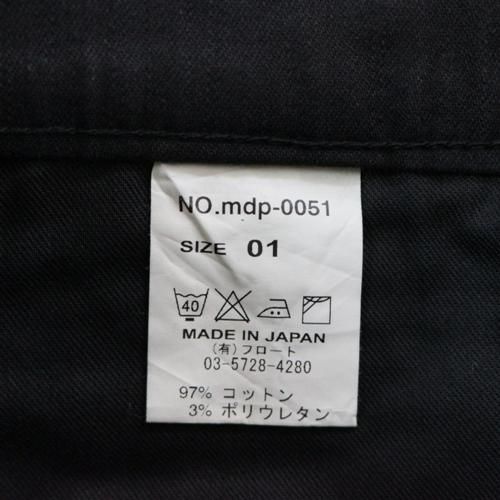 NO.mdp-0051
SIZE 01
40
MADE IN JAPAN
(有)フロート
03-5728-4280
97% コットン
3% ポリウレタン